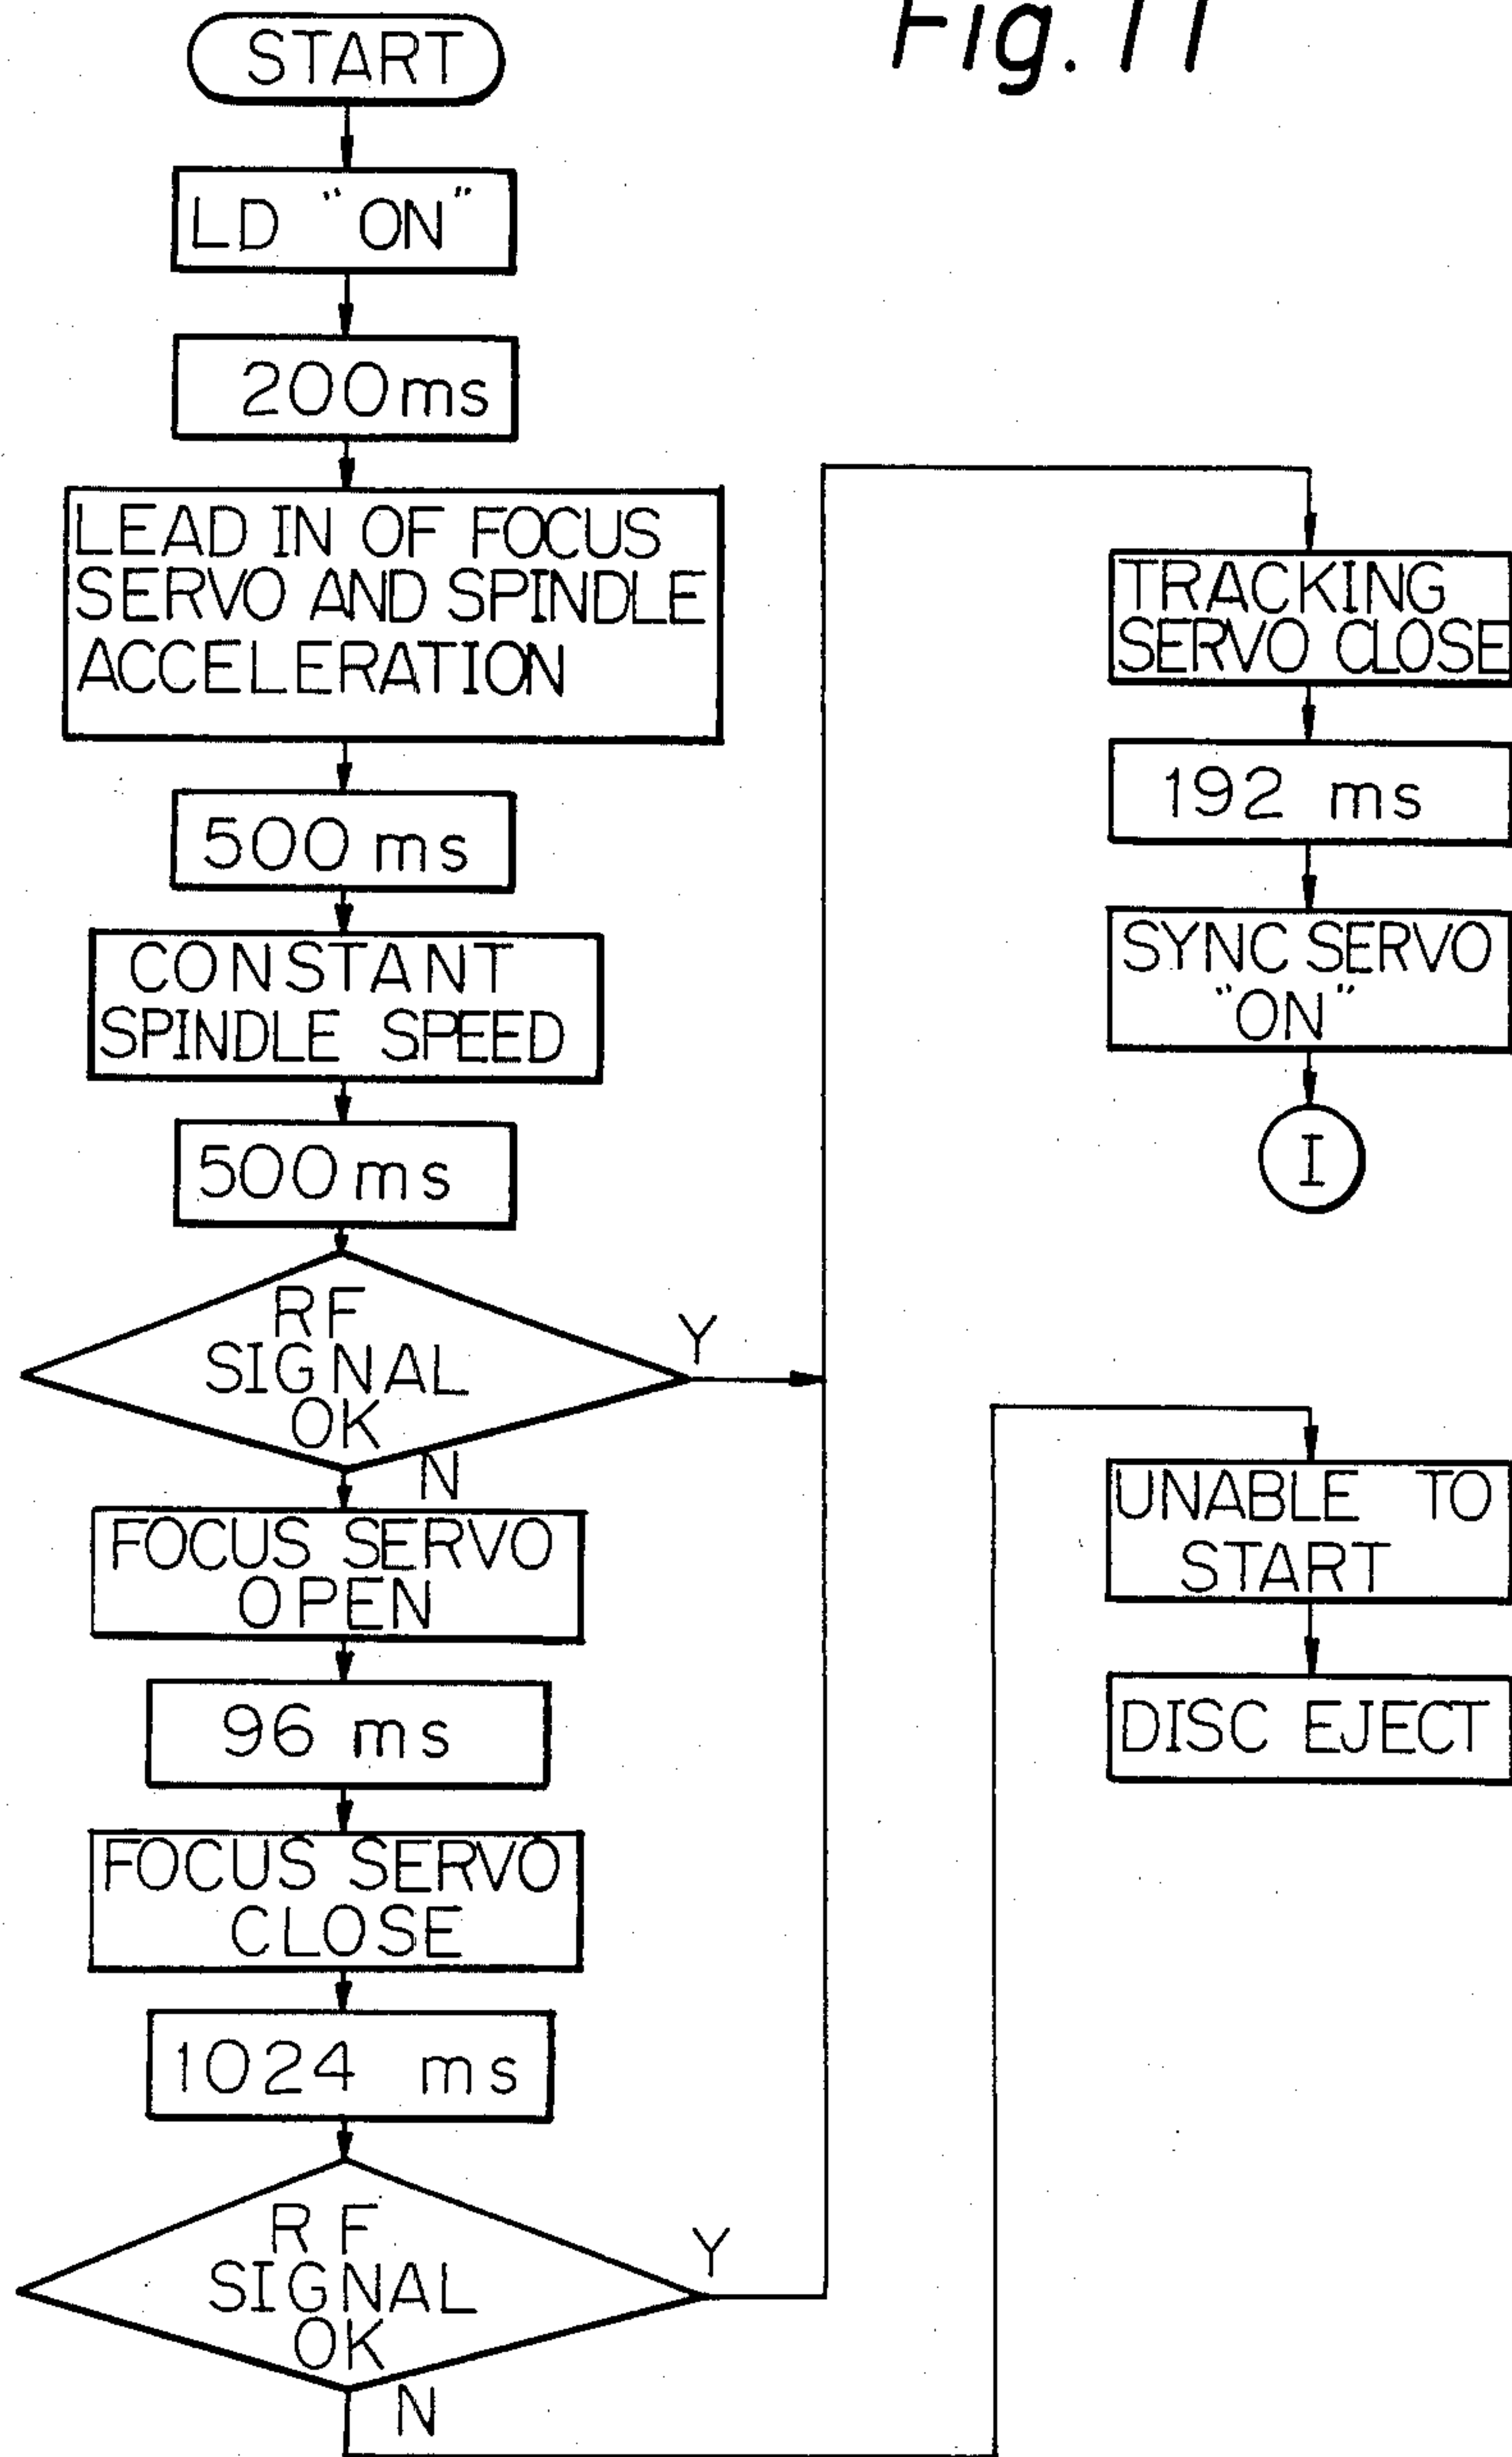 Fig. 11
START
LD "ON"
200ms
LEAD IN OF FOCUS
SERVO AND SPINDLE
ACCELERATION
500 ms
CONSTANT
SPINDLE SPEED
500ms
RF
SIGNAL
OK
Y
N
FOCUS SERVO
OPEN
96 ms
FOCUS SERVO
CLOSE
1024 ms
RF
SIGNAL
OK
Y
N
TRACKING
SERVO CLOSE
192 ms
SYNC SERVO
"ON"
I
UNABLE TO
START
DISC EJECT